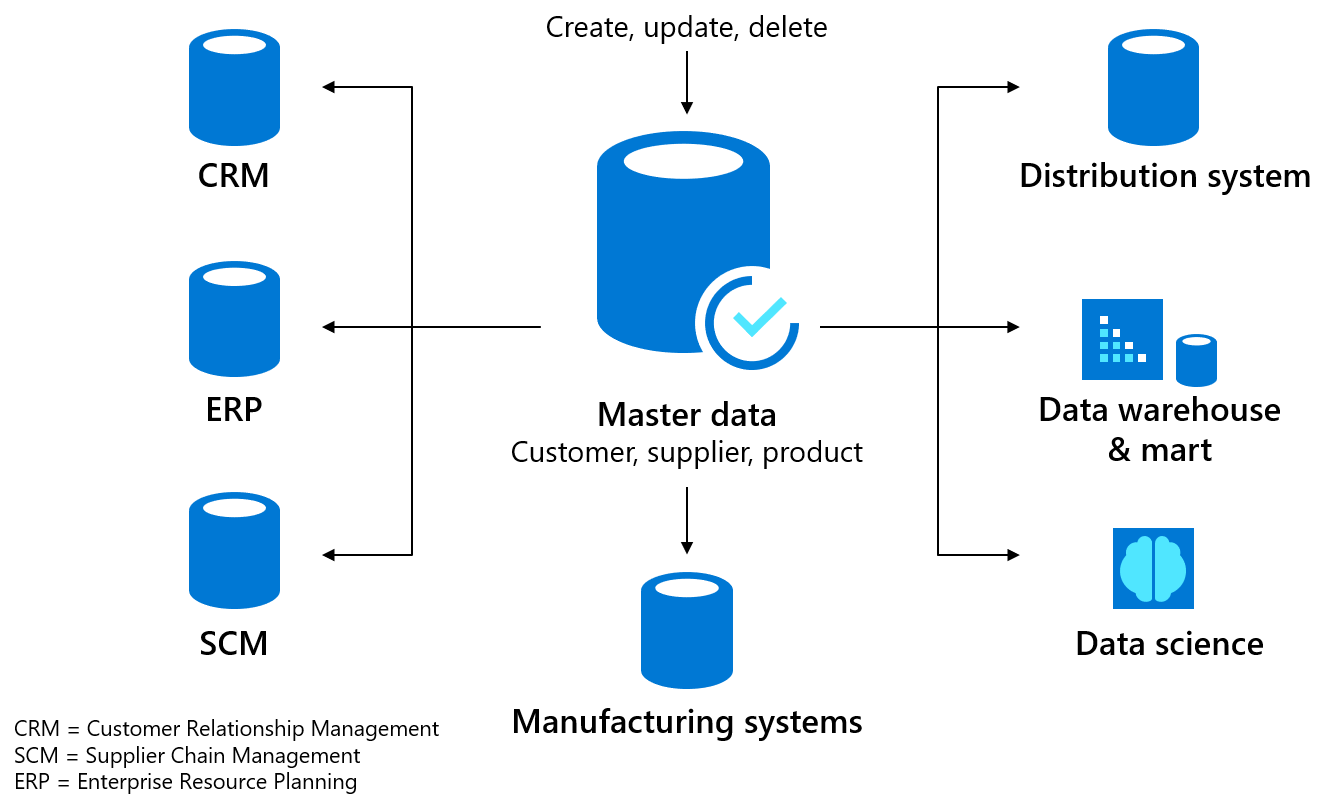 Create, update, delete
CRM
Distribution system
ERP
Master data
Customer, supplier, product
Data warehouse
& mart
SCM
Data science
Manufacturing systems
CRM = Customer Relationship Management
SCM = Supplier Chain Management
ERP = Enterprise Resource Planning